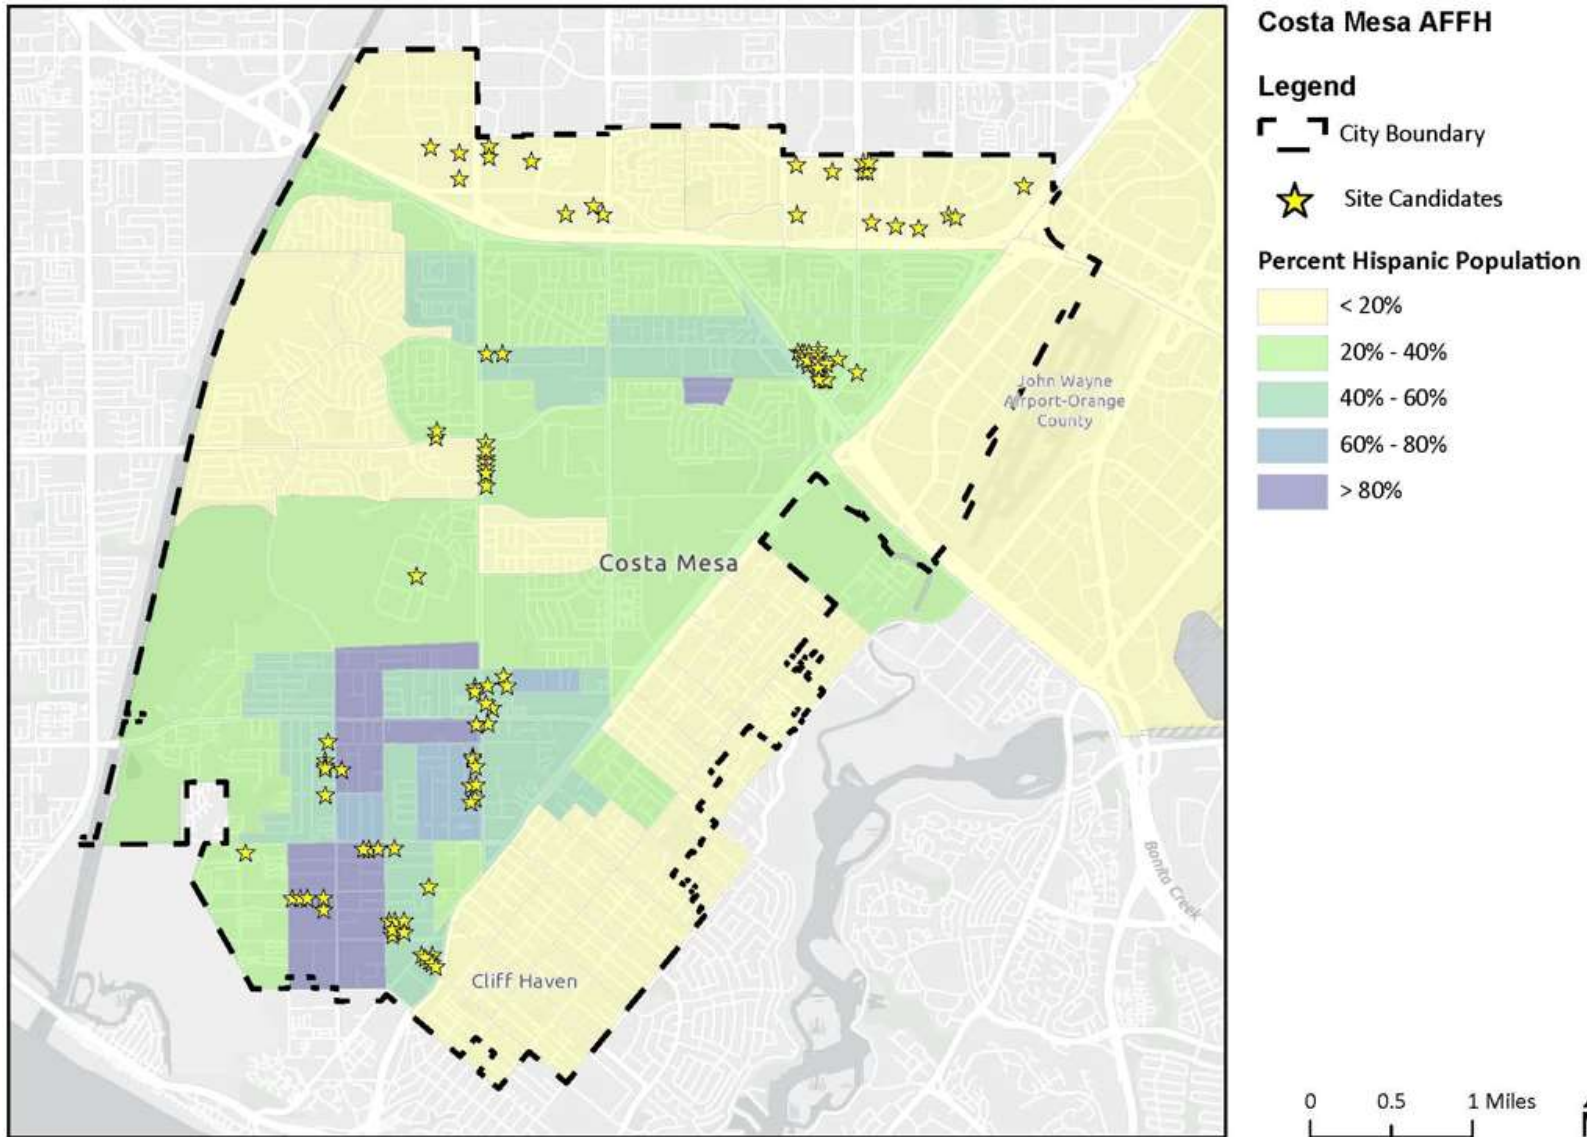 Costa Mesa AFFH
Legend
City Boundary
Site Candidates
Percent Hispanic Population
< 20%
20% - 40%
40% - 60%
60% - 80%
> 80%
John Wayne
Airport-Orange
County
Costa Mesa
Cliff Haven
Bonita Creek
0 0.5 1 Miles